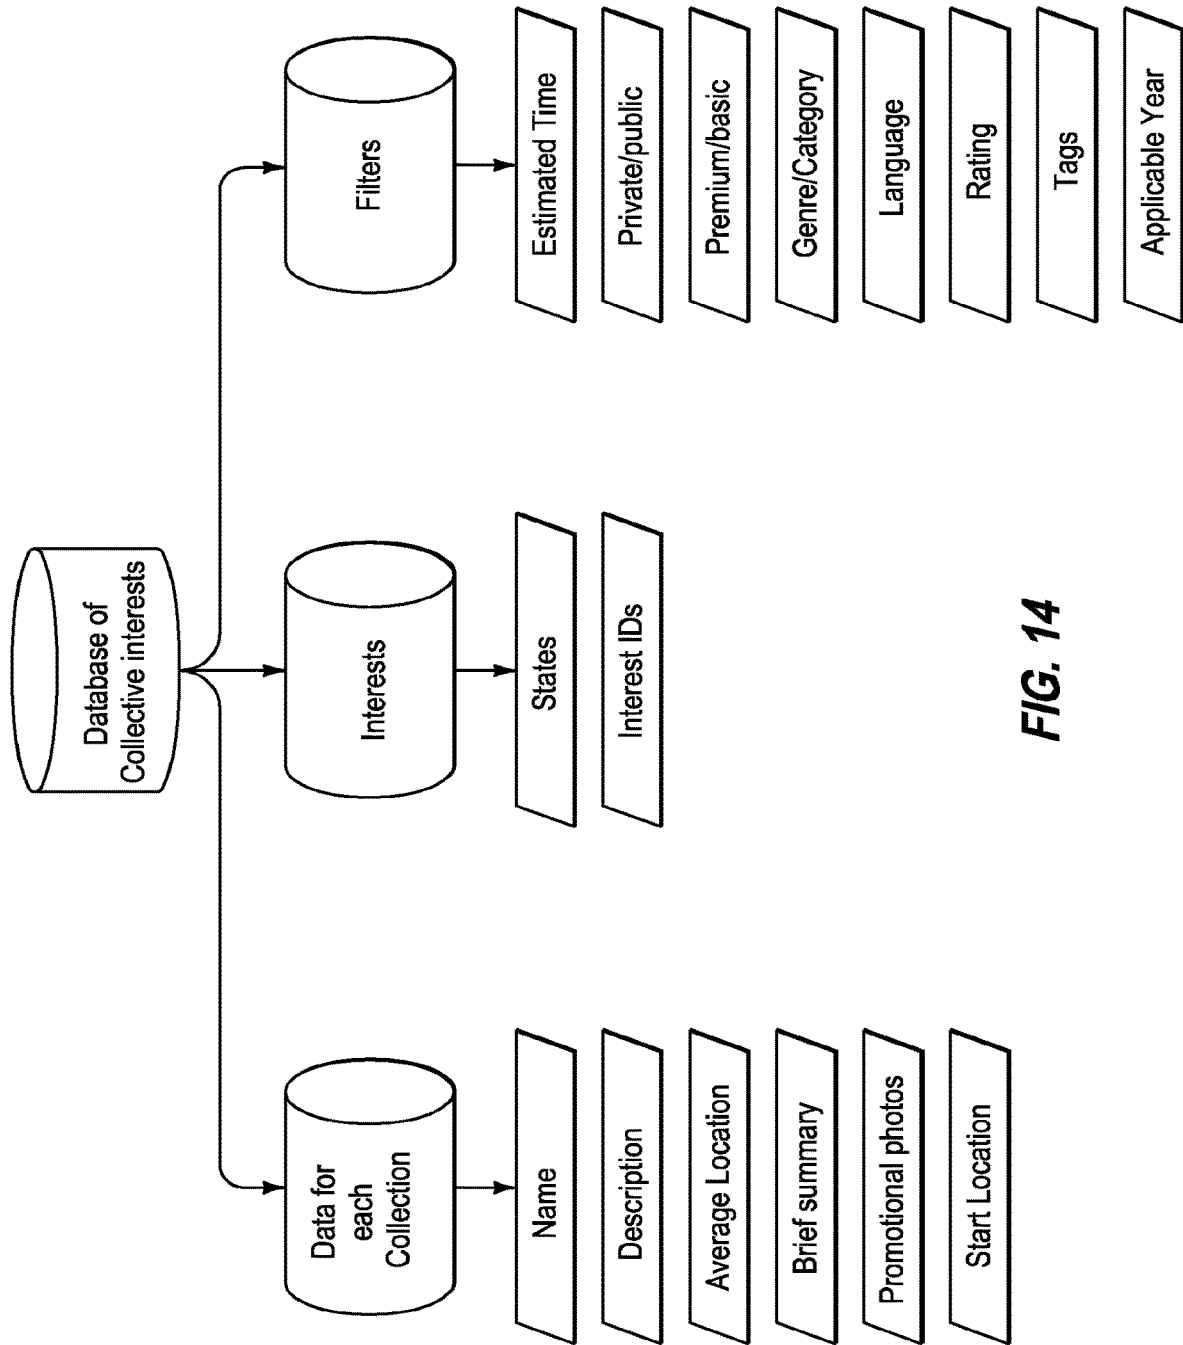 Database of
Collective interests
Data for
each
Collection
Name
Description
Average Location
Brief summary
Promotional photos
Start Location
Interests
States
Interest IDs
Filters
Estimated Time
Private/public
Premium/basic
Genre/Category
Language
Rating
Tags
Applicable Year
FIG. 14